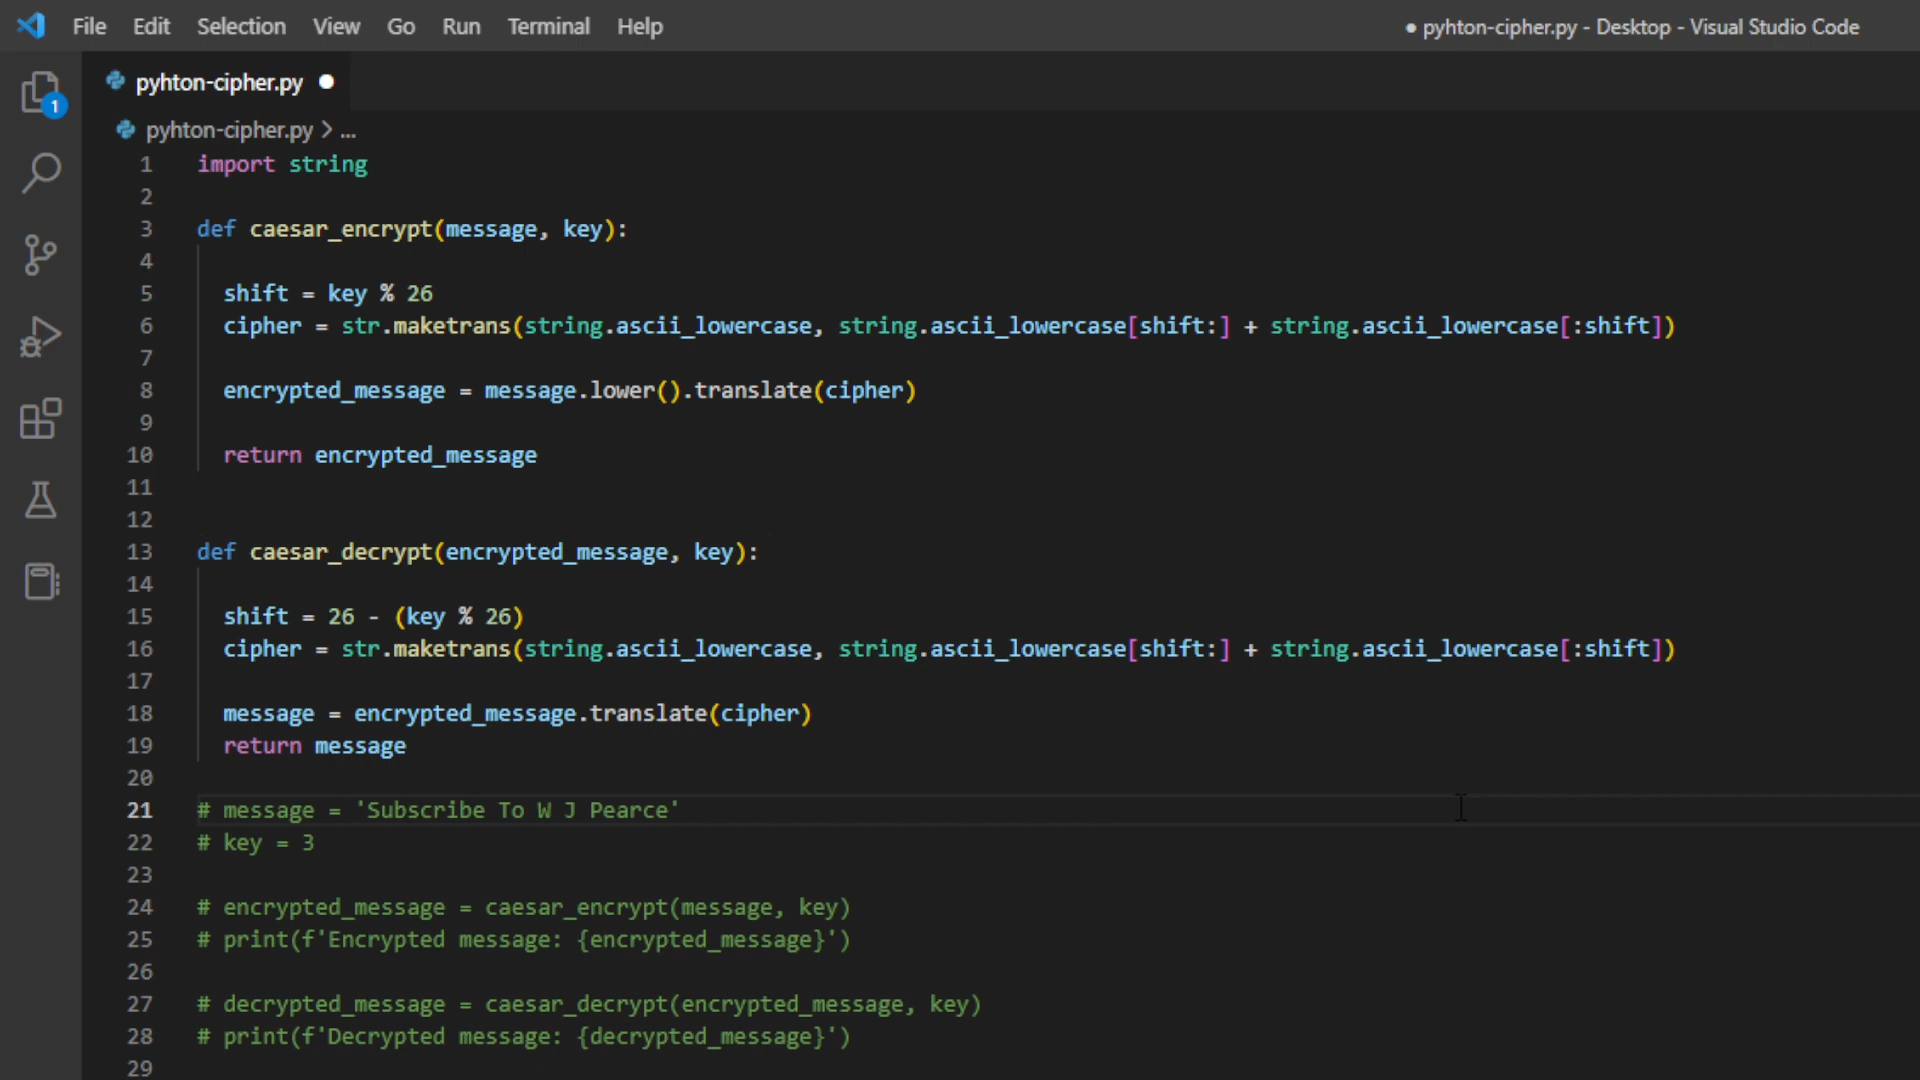 File Edit Selection View Go Run Terminal Help
● pyhton-cipher.py - Desktop - Visual Studio Code
pyhton-cipher.py ●
1
pyhton-cipher.py > ...
1 import string
2
3 def caesar_encrypt(message, key):
4
5 shift = key % 26
6 cipher = str.maketrans(string.ascii_lowercase, string.ascii_lowercase[shift:] + string.ascii_lowercase[:shift])
7
8 encrypted_message = message.lower().translate(cipher)
9
10 return encrypted_message
11
12
13 def caesar_decrypt(encrypted_message, key):
14
15 shift = 26 - (key % 26)
16 cipher = str.maketrans(string.ascii_lowercase, string.ascii_lowercase[shift:] + string.ascii_lowercase[:shift])
17
18 message = encrypted_message.translate(cipher)
19 return message
20
21 # message = 'Subscribe To W J Pearce'
22 # key = 3
23
24 # encrypted_message = caesar_encrypt(message, key)
25 # print(f'Encrypted message: {encrypted_message}')
26
27 # decrypted_message = caesar_decrypt(encrypted_message, key)
28 # print(f'Decrypted message: {decrypted_message}')
29